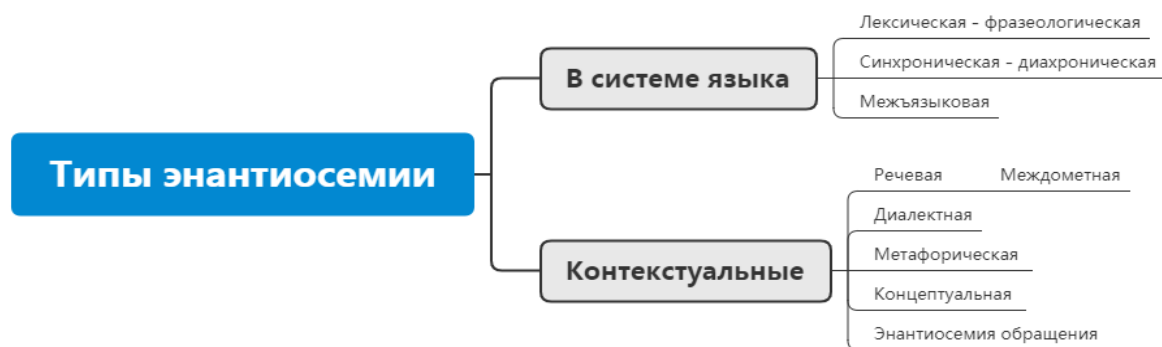 Лексическая - фразеологическая
В системе языка
Синхроническая - диахроническая
Межъязыковая
Типы энантиосемии
Речевая Междометная
Диалектная
Метафорическая
Контекстуальные
Концептуальная
Энантиосемия обращения